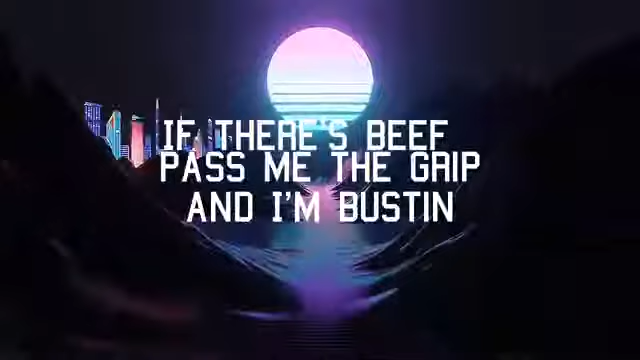 IF THERE'S BEEF
PASS ME THE GRIP
AND I'M BUSTIN